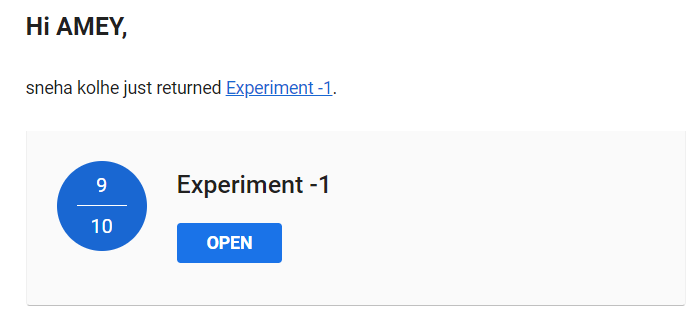 Hi AMEY,
sneha kolhe just returned Experiment -1.
9
10
Experiment -1
OPEN